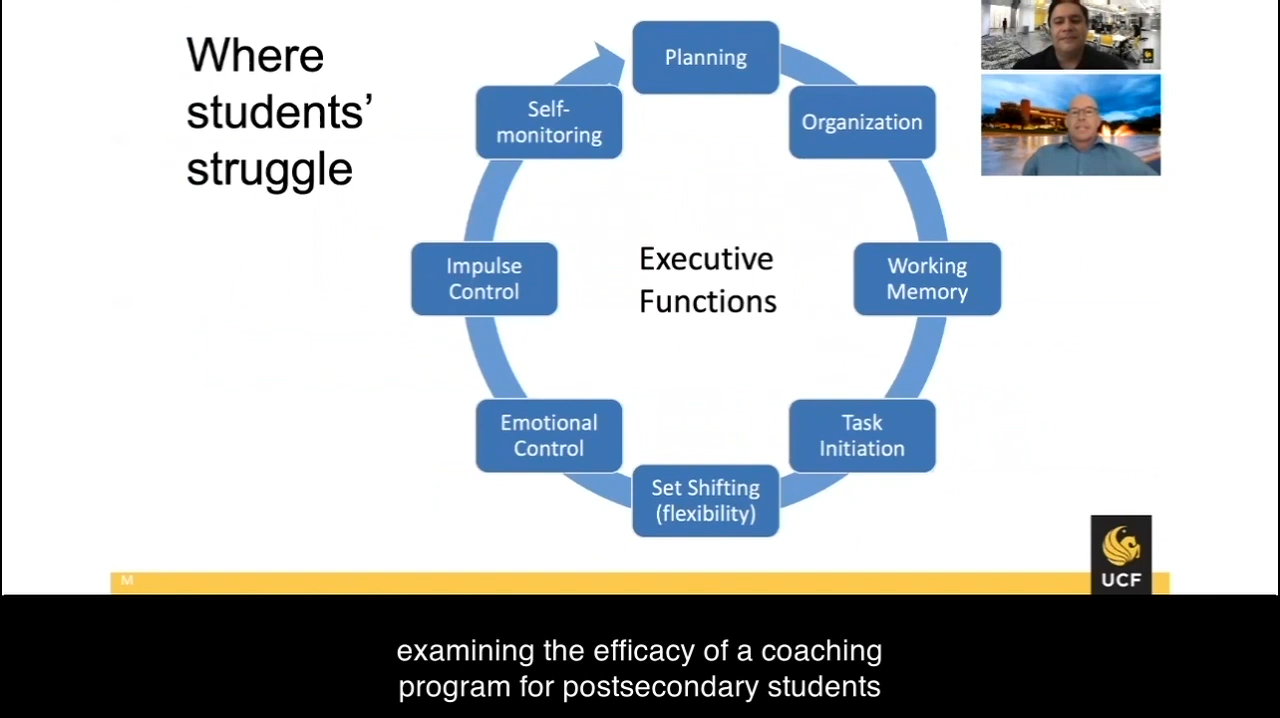 Where
students’
struggle
Planning
Organization
Working
Memory
Task
Initiation
Set Shifting
(flexibility)
Emotional
Control
Impulse
Control
Self-
monitoring
Executive
Functions
M
UCF
examining the efficacy of a coaching
program for postsecondary students